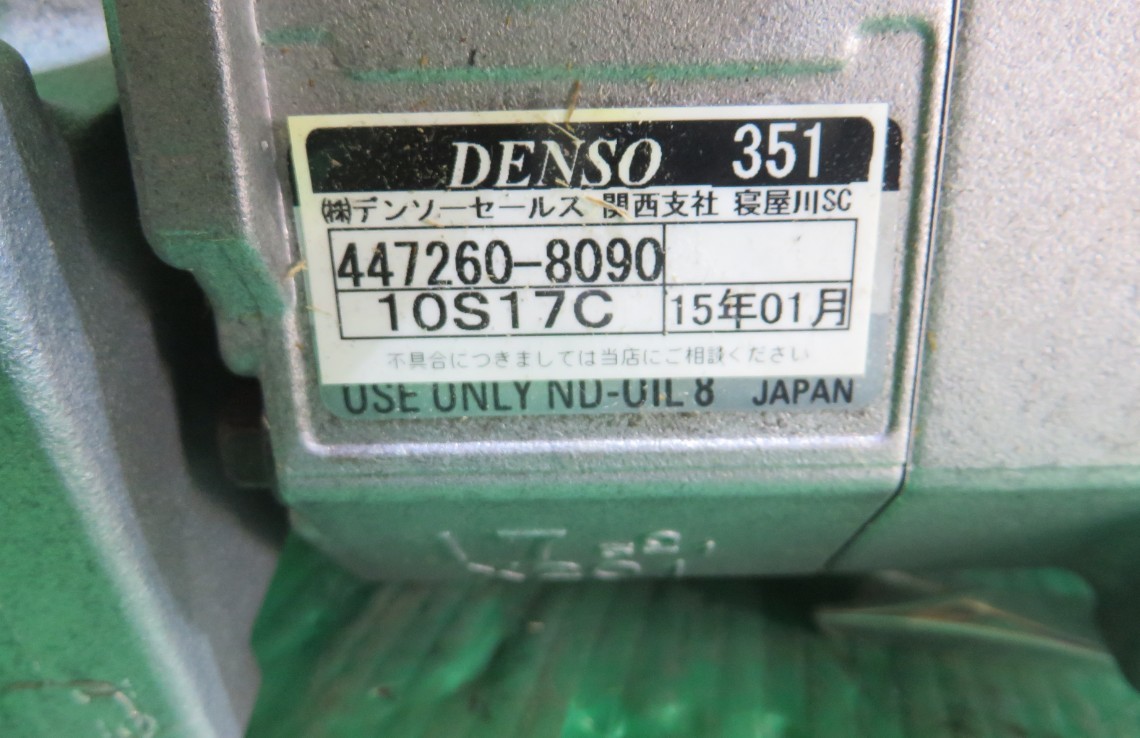 DENSO 351
㈱デンソーセールス 関西支社 寝屋川SC
447260-8090
10S17C 15年01月
不具合につきましては当店にご相談ください
USE ONLY ND-OIL 8 JAPAN